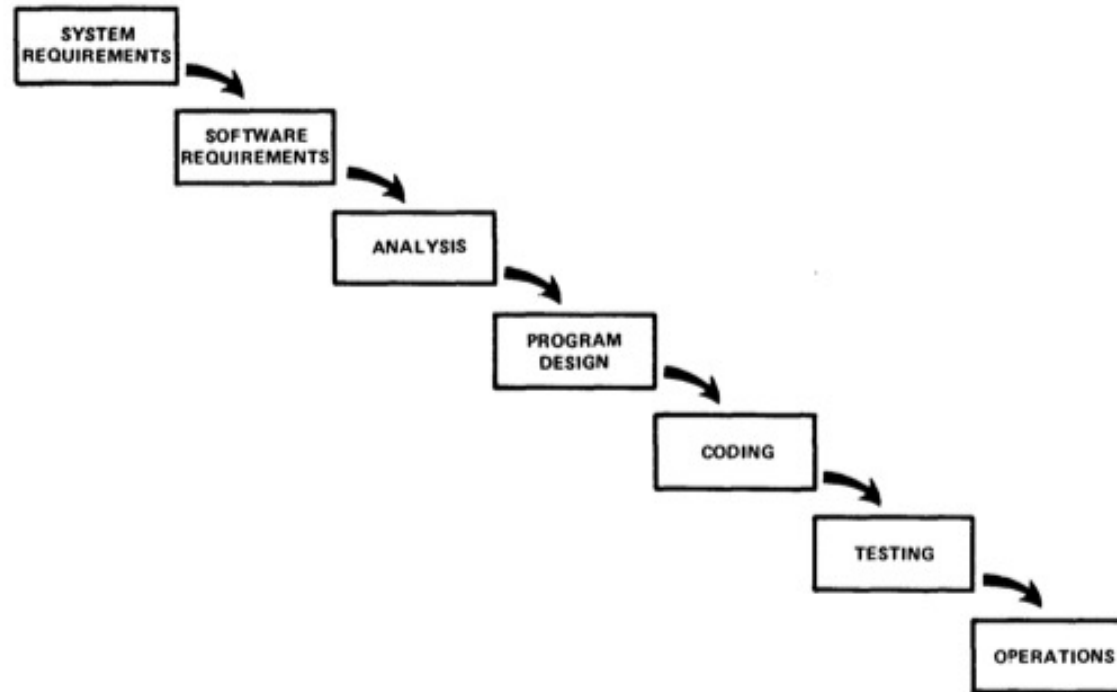 SYSTEM
REQUIREMENTS
SOFTWARE
REQUIREMENTS
ANALYSIS
PROGRAM
DESIGN
CODING
TESTING
OPERATIONS